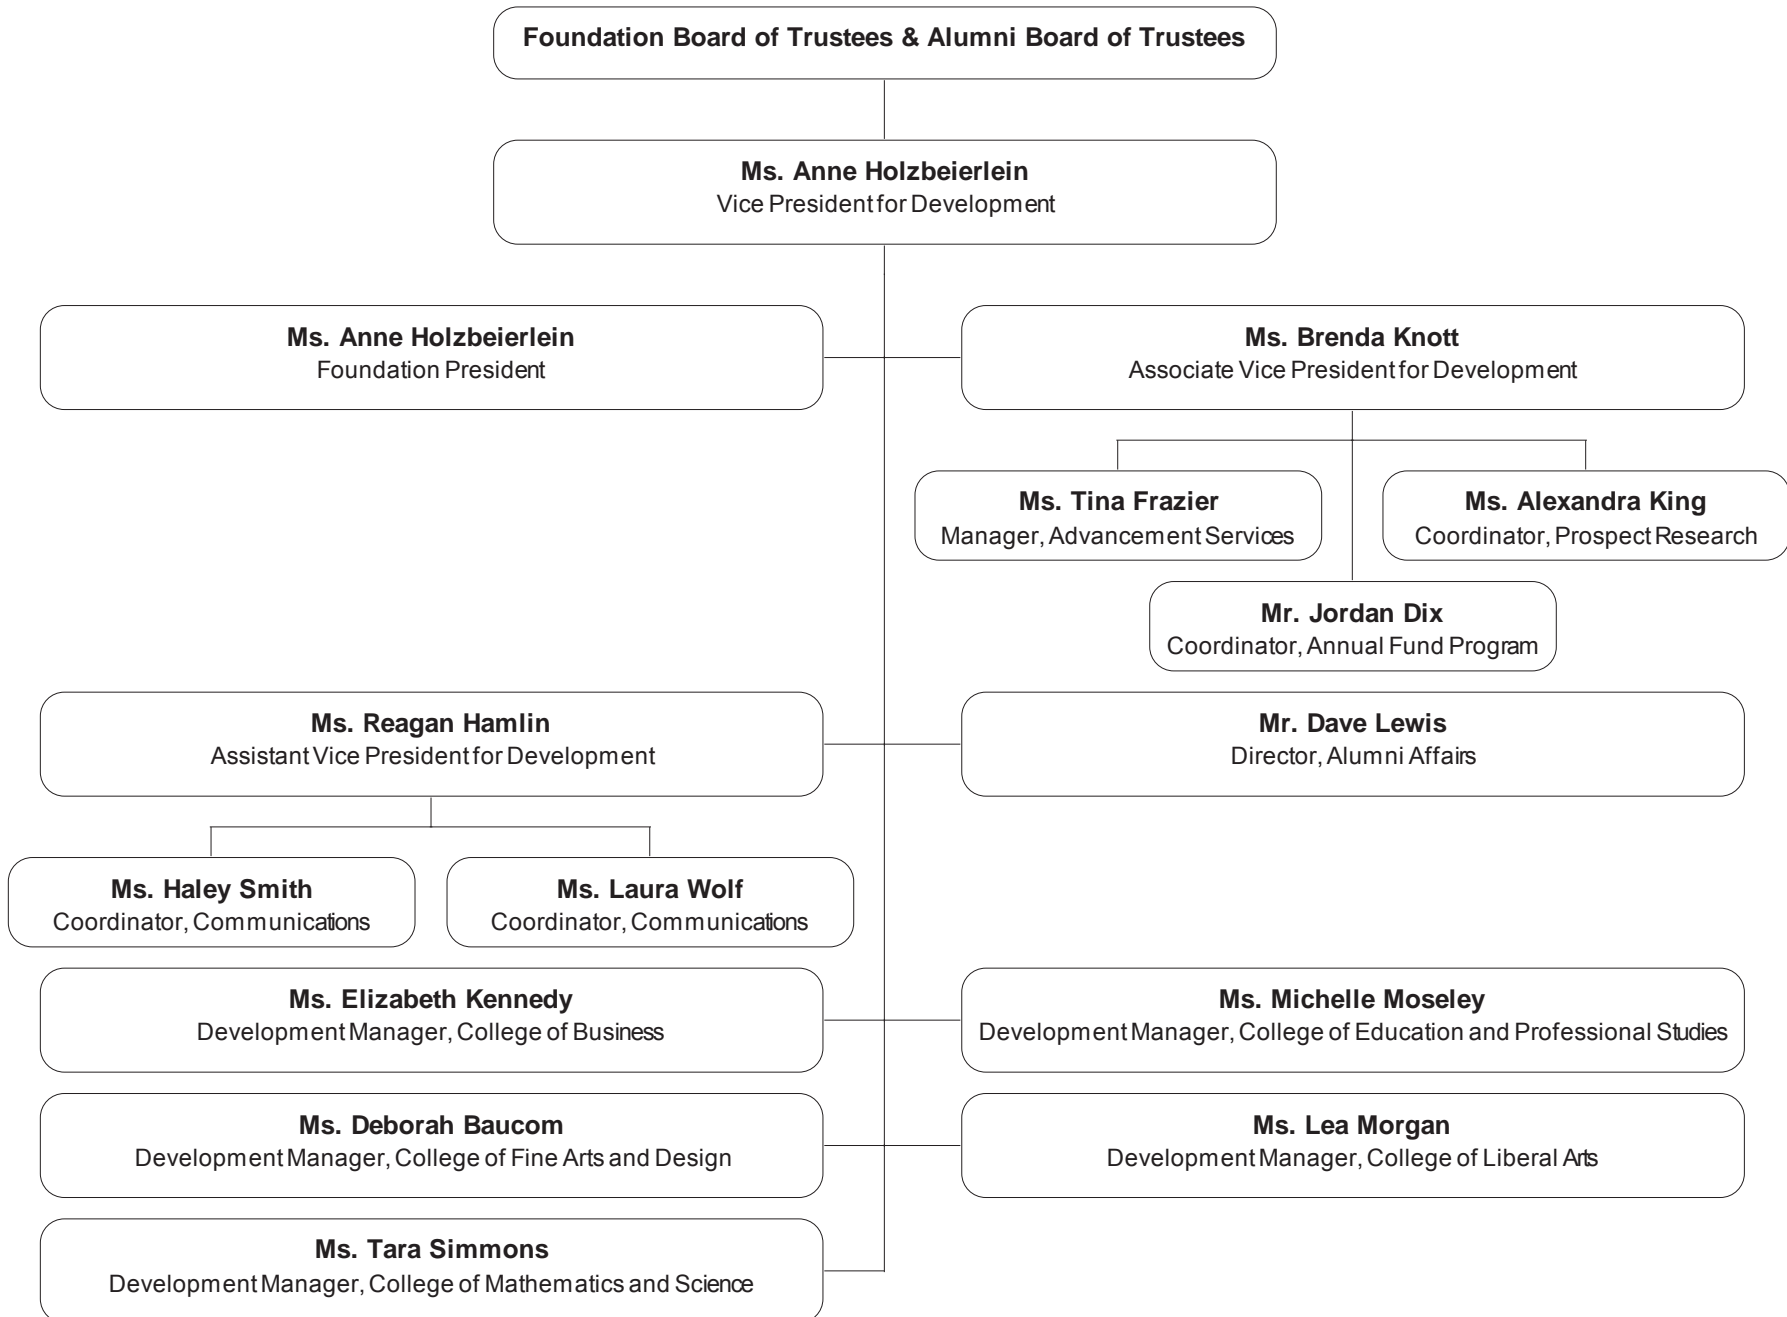 Foundation Board of Trustees & Alumni Board of Trustees
Ms. Anne Holzbeierlein
Vice President for Development
Ms. Anne Holzbeierlein
Foundation President
Ms. Brenda Knott
Associate Vice President for Development
Ms. Tina Frazier
Manager, Advancement Services
Ms. Alexandra King
Coordinator, Prospect Research
Mr. Jordan Dix
Coordinator, Annual Fund Program
Ms. Reagan Hamlin
Assistant Vice President for Development
Mr. Dave Lewis
Director, Alumni Affairs
Ms. Haley Smith
Coordinator, Communications
Ms. Laura Wolf
Coordinator, Communications
Ms. Elizabeth Kennedy
Development Manager, College of Business
Ms. Michelle Moseley
Development Manager, College of Education and Professional Studies
Ms. Deborah Baucom
Development Manager, College of Fine Arts and Design
Ms. Lea Morgan
Development Manager, College of Liberal Arts
Ms. Tara Simmons
Development Manager, College of Mathematics and Science